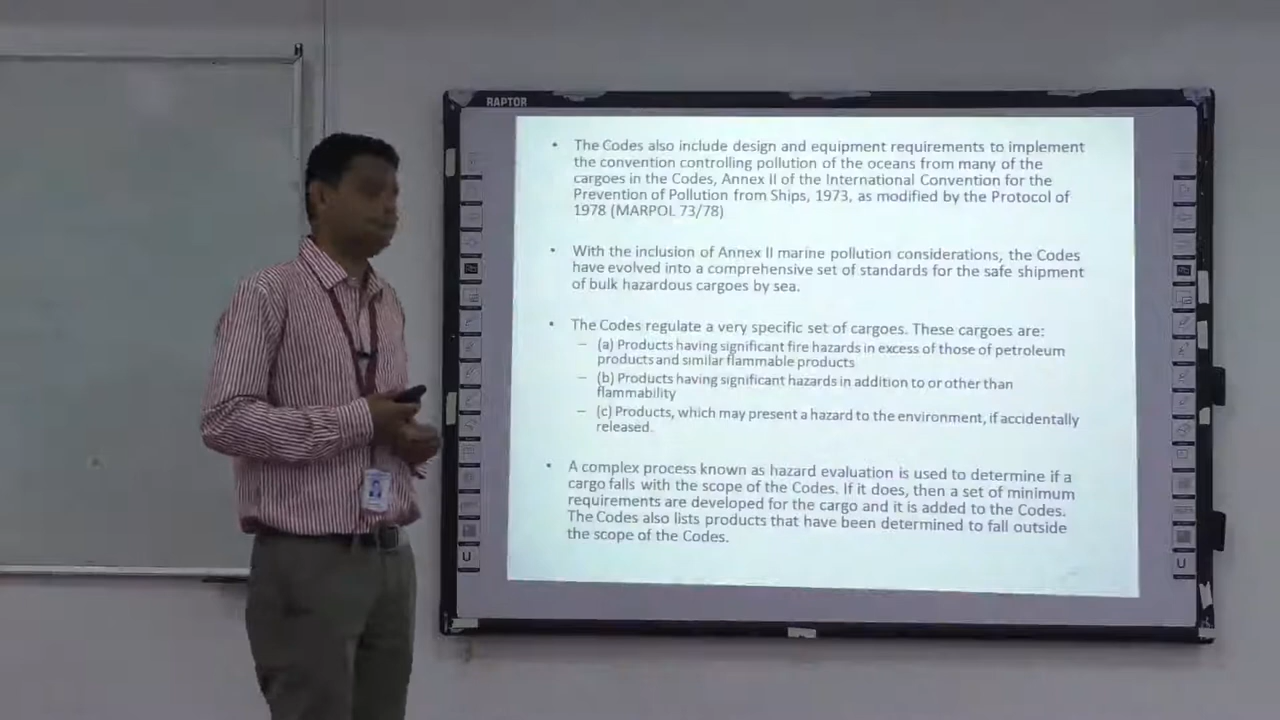 RAPTOR
• The Codes also include design and equipment requirements to implement
the convention controlling pollution of the oceans from many of the
cargoes in the Codes, Annex II of the International Convention for the
Prevention of Pollution from Ships, 1973, as modified by the Protocol of
1978 (MARPOL 73/78)
• With the inclusion of Annex II marine pollution considerations, the Codes
have evolved into a comprehensive set of standards for the safe shipment
of bulk hazardous cargoes by sea.
• The Codes regulate a very specific set of cargoes. These cargoes are:
– (a) Products having significant fire hazards in excess of those of petroleum
products and similar flammable products
– (b) Products having significant hazards in addition to or other than
flammability
– (c) Products, which may present a hazard to the environment, if accidentally
released.
• A complex process known as hazard evaluation is used to determine if a
cargo falls with the scope of the Codes. If it does, then a set of minimum
requirements are developed for the cargo and it is added to the Codes.
The Codes also lists products that have been determined to fall outside
the scope of the Codes.
U
U